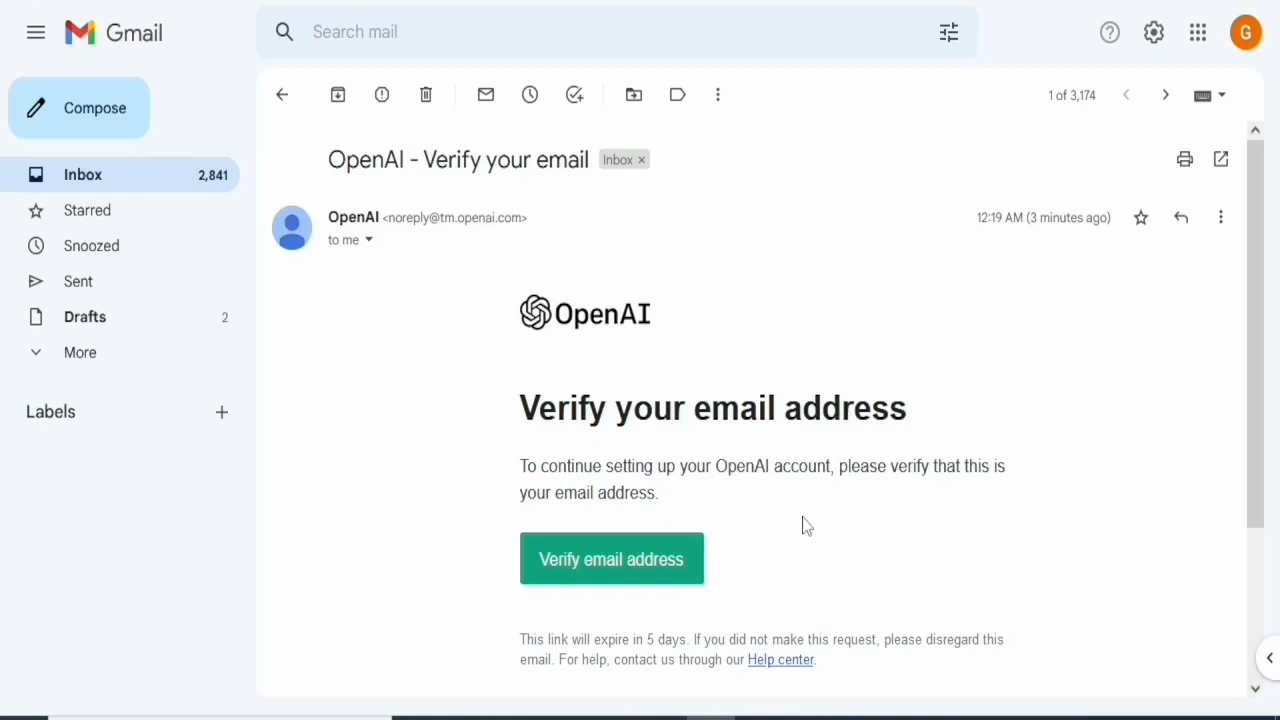 Gmail
Search mail
G
Compose
1 of 3,174
OpenAI - Verify your email Inbox ×
Inbox 2,841
Starred
OpenAI <noreply@tm.openai.com> 12:19 AM (3 minutes ago)
to me
Snoozed
Sent
Drafts 2
More
Labels
OpenAI
Verify your email address
To continue setting up your OpenAI account, please verify that this is
your email address.
Verify email address
This link will expire in 5 days. If you did not make this request, please disregard this
email. For help, contact us through our Help center.